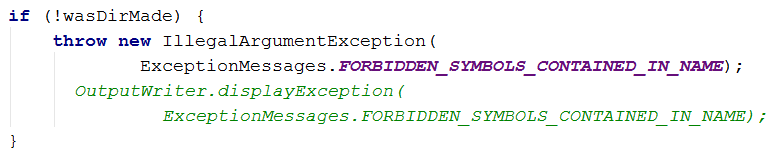 if (!wasDirMade) {
throw new IllegalArgumentException(
ExceptionMessages.FORBIDDEN_SYMBOLS_CONTAINED_IN_NAME);
OutputWriter.displayException(
ExceptionMessages.FORBIDDEN_SYMBOLS_CONTAINED_IN_NAME);
}